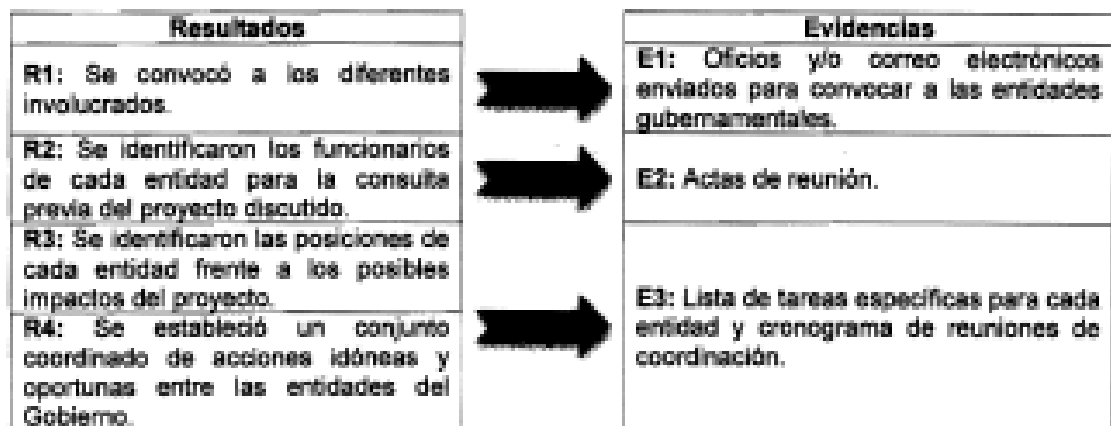 Resultados
R1: Se convocó a los diferentes
involucrados.
R2: Se identificaron los funcionarios
de cada entidad para la consulta
previa del proyecto discutido.
R3: Se identificaron las posiciones de
cada entidad frente a los posibles
impactos del proyecto.
R4: Se estableció un conjunto
coordinado de acciones idóneas y
oportunas entre las entidades del
Gobierno.
Evidencias
E1: Oficios y/o correo electrónicos
enviados para convocar a las entidades
gubernamentales.
E2: Actas de reunión.
E3: Lista de tareas específicas para cada
entidad y cronograma de reuniones de
coordinación.